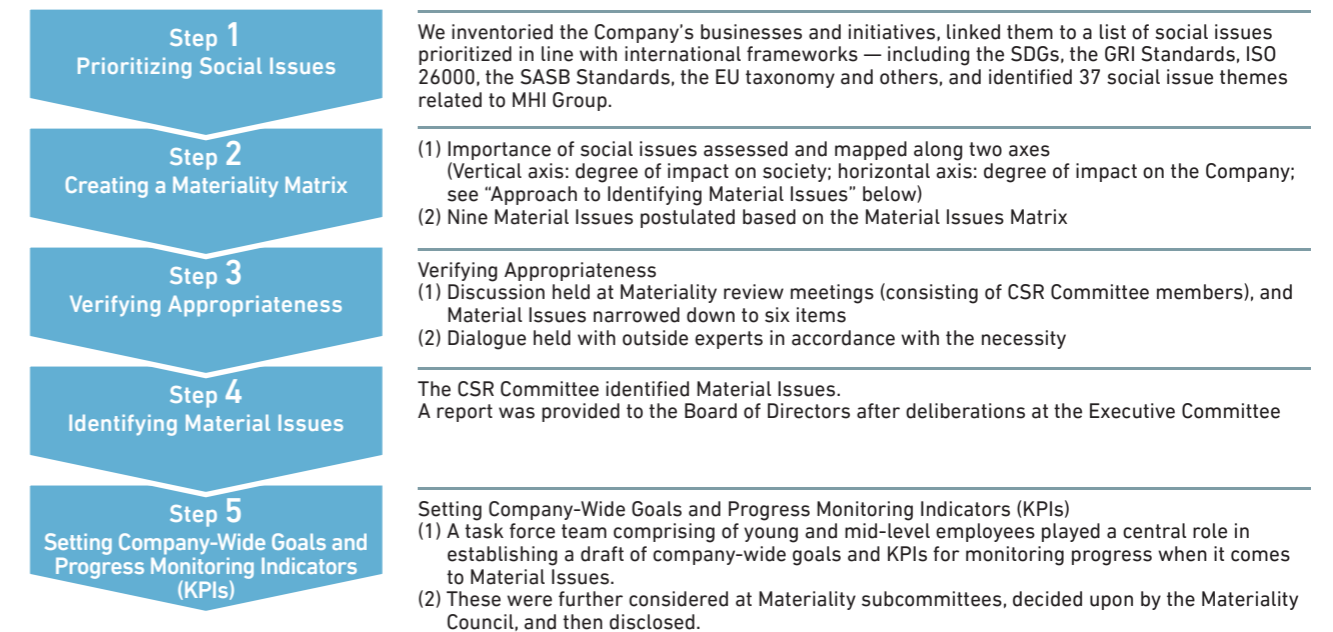 Step 1
Prioritizing Social Issues
We inventoried the Company's businesses and initiatives, linked them to a list of social issues
prioritized in line with international frameworks — including the SDGs, the GRI Standards, ISO
26000, the SASB Standards, the EU taxonomy and others, and identified 37 social issue themes
related to MHI Group.
Step 2
Creating a Materiality Matrix
(1) Importance of social issues assessed and mapped along two axes
(Vertical axis: degree of impact on society; horizontal axis: degree of impact on the Company;
see "Approach to Identifying Material Issues" below)
(2) Nine Material Issues postulated based on the Material Issues Matrix
Step 3
Verifying Appropriateness
Verifying Appropriateness
(1) Discussion held at Materiality review meetings (consisting of CSR Committee members), and
Material Issues narrowed down to six items
(2) Dialogue held with outside experts in accordance with the necessity
Step 4
Identifying Material Issues
The CSR Committee identified Material Issues.
A report was provided to the Board of Directors after deliberations at the Executive Committee
Step 5
Setting Company-Wide Goals and
Progress Monitoring Indicators
(KPIs)
Setting Company-Wide Goals and Progress Monitoring Indicators (KPIs)
(1) A task force team comprising of young and mid-level employees played a central role in
establishing a draft of company-wide goals and KPIs for monitoring progress when it comes
to Material Issues.
(2) These were further considered at Materiality subcommittees, decided upon by the Materiality
Council, and then disclosed.